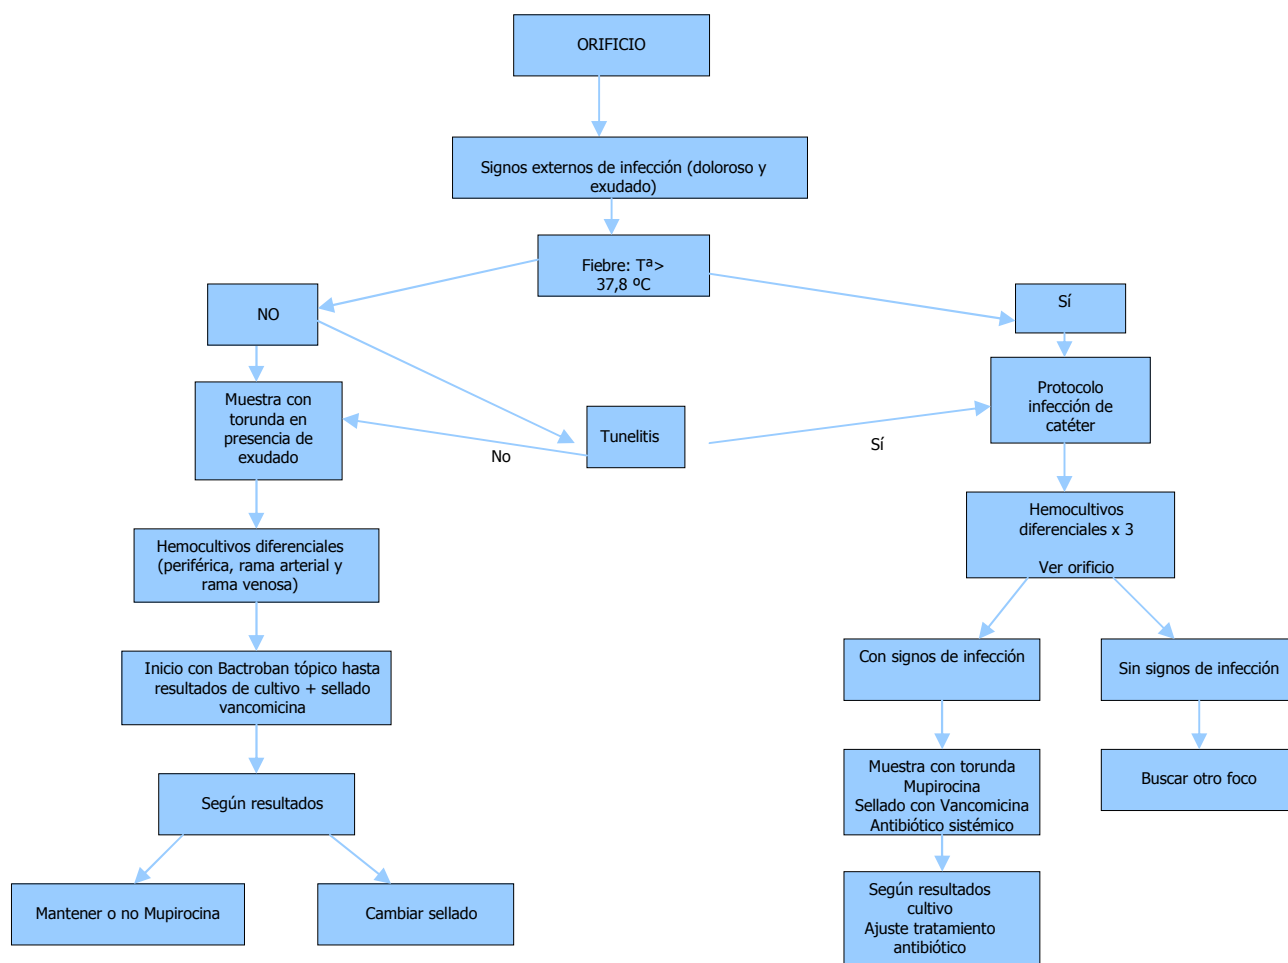 ORIFICIO
Signos externos de infección (doloroso y
exudado)
Fiebre: Tª>
37,8 ºC
NO
Sí
Muestra con
torunda en
presencia de
exudado
Tunelitis
No
Sí
Protocolo
infección de
catéter
Hemocultivos
diferenciales x 3
Ver orificio
Hemocultivos diferenciales
(periférica, rama arterial y
rama venosa)
Con signos de infección
Sin signos de infección
Inicio con Bactroban tópico hasta
resultados de cultivo + sellado
vancomicina
Muestra con torunda
Mupirocina
Sellado con Vancomicina
Antibiótico sistémico
Buscar otro foco
Según resultados
Mantener o no Mupirocina
Cambiar sellado
Según resultados
cultivo
Ajuste tratamiento
antibiótico